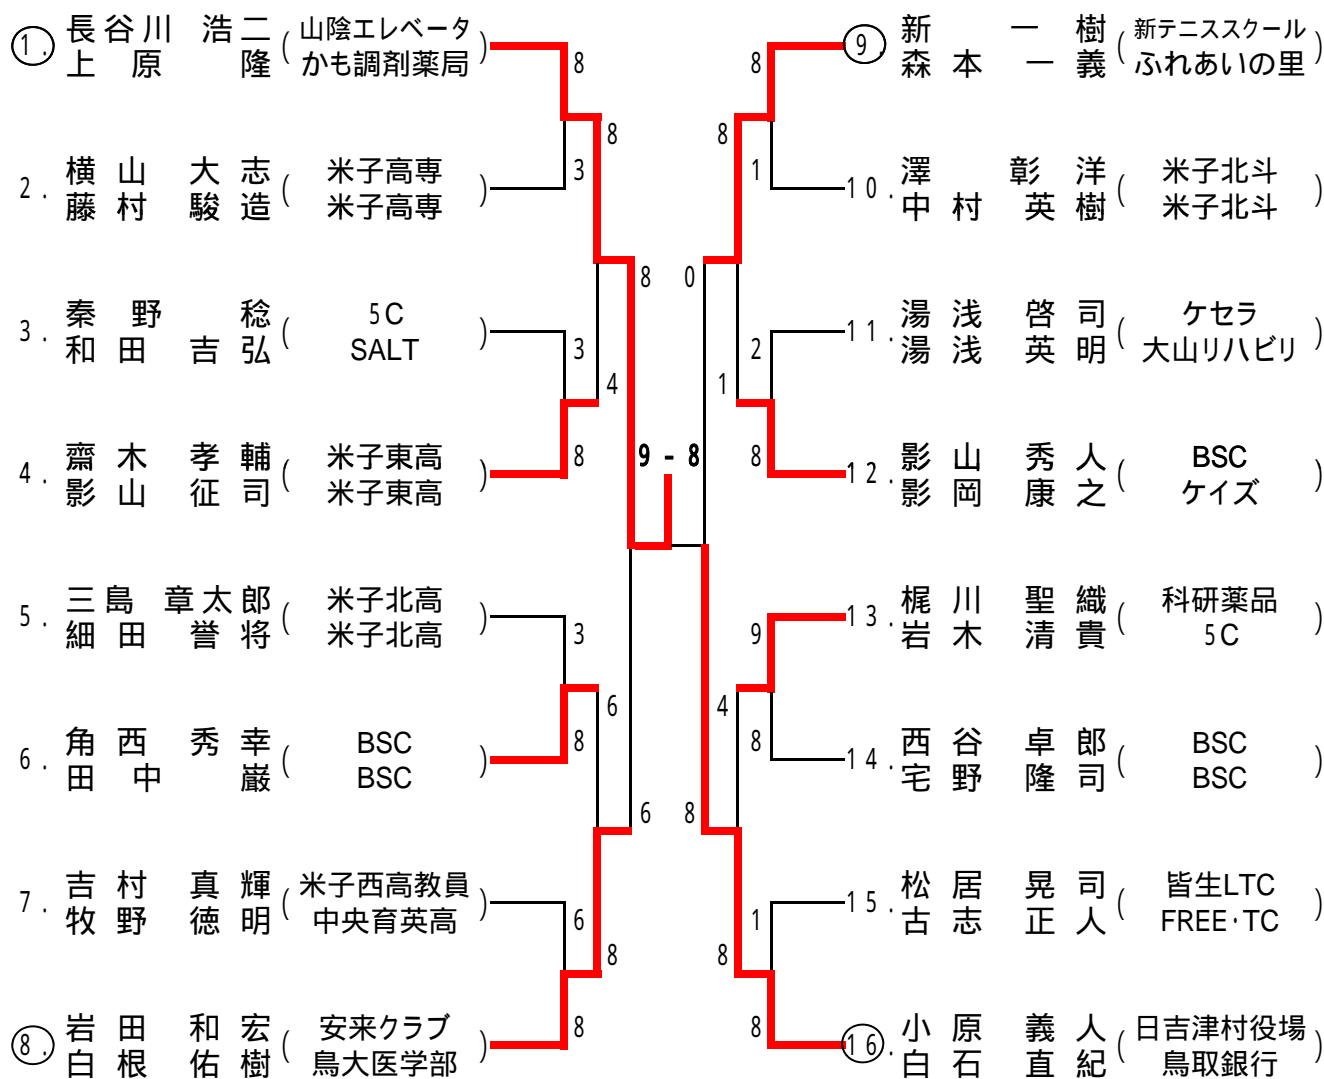 1. 長谷川 浩二 ( 山陰エレベータ )
上原 隆 かも調剤薬局
2. 横山 大志 ( 米子高専 )
藤村 駿造 米子高専
3. 秦野 稔 ( 5C )
和田 吉弘 SALT
4. 齋木 孝輔 ( 米子東高 )
影山 征司 米子東高
5. 三島 章太郎 ( 米子北高 )
細田 誉将 米子北高
6. 角西 秀幸 ( BSC )
田中 巌 BSC
7. 吉村 真輝 ( 米子西高教員 )
牧野 徳明 中央育英高
8. 岩田 和宏 ( 安来クラブ )
白根 佑樹 鳥大医学部
8
3
3
8
3
8
6
8
8
4
6
8
8
6
9 - 8
0
8
8
1
4
8
8
1
2
8
9
8
1
8
9. 新 一樹 ( 新テニススクール )
森本 一義 ふれあいの里
10. 澤 彰洋 ( 米子北斗 )
中村 英樹 米子北斗
11. 湯浅 啓司 ( ケセラ )
湯浅 英明 大山リハビリ
12. 影山 秀人 ( BSC )
影岡 康之 ケイズ
13. 梶川 聖織 ( 科研薬品 )
岩木 清貴 5C
14. 西谷 卓郎 ( BSC )
宅野 隆司 BSC
15. 松居 晃司 ( 皆生LTC )
古志 正人 FREE・TC
16. 小原 義人 ( 日吉津村役場 )
白石 直紀 鳥取銀行